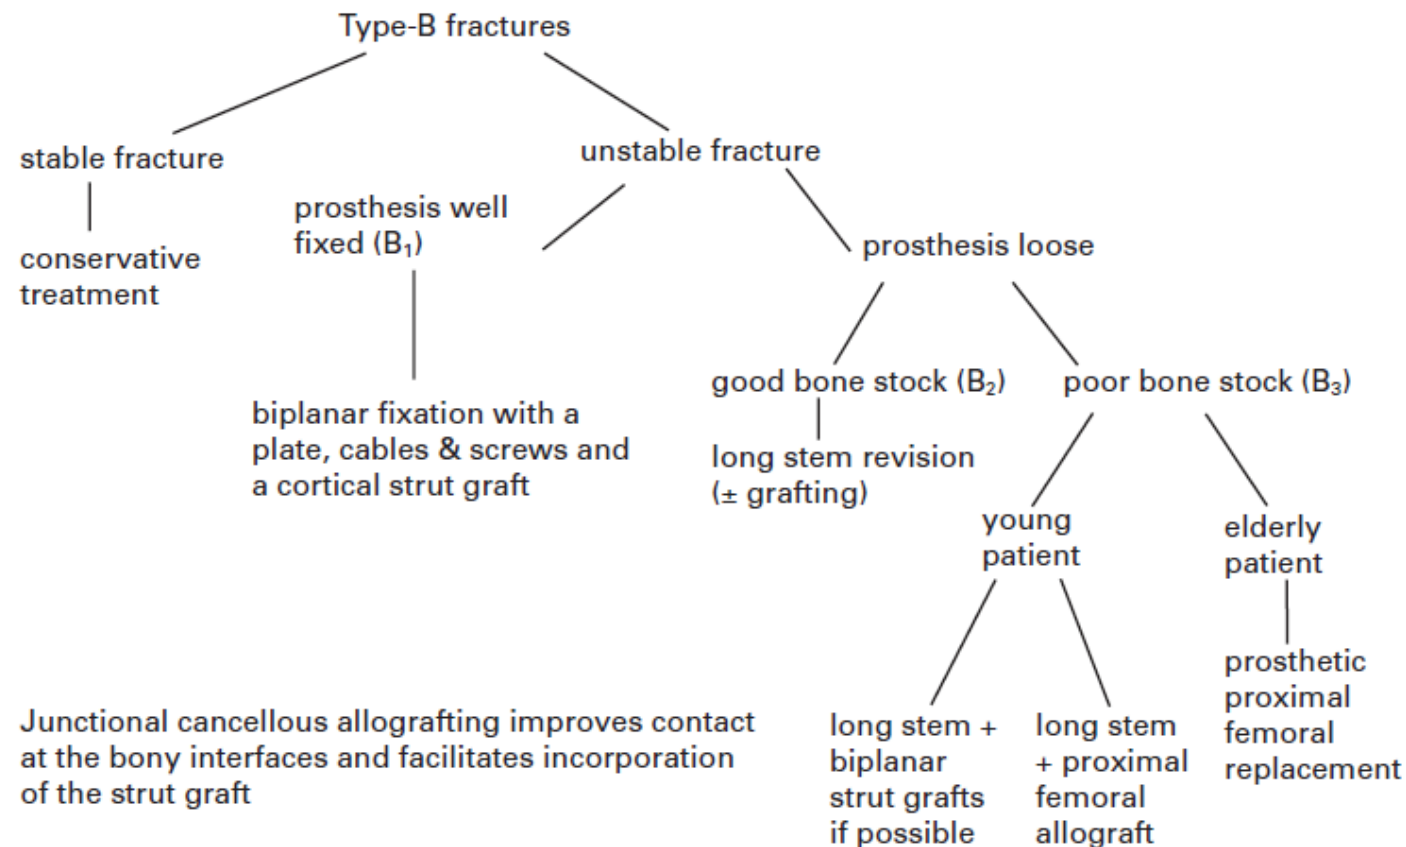 Type-B fractures
stable fracture
unstable fracture
conservative
treatment
prosthesis well
fixed (B₁)
prosthesis loose
biplanar fixation with a
plate, cables & screws and
a cortical strut graft
good bone stock (B₂)
poor bone stock (B₃)
long stem revision
(± grafting)
young
patient
elderly
patient
long stem +
biplanar
strut grafts
if possible
long stem
+ proximal
femoral
allograft
prosthetic
proximal
femoral
replacement
Junctional cancellous allografting improves contact
at the bony interfaces and facilitates incorporation
of the strut graft